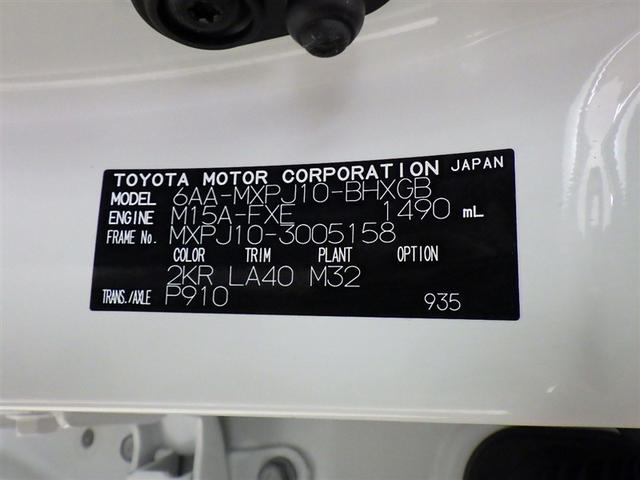 TOYOTA MOTOR CORPORATION JAPAN
MODEL 6AA-MXPJ10-BHXGB
ENGINE M15A-FXE 1490 mL
FRAME No. MXPJ10-3005158
COLOR TRIM PLANT OPTION
2KR LA40 M32
TRANS./AXLE P910 935